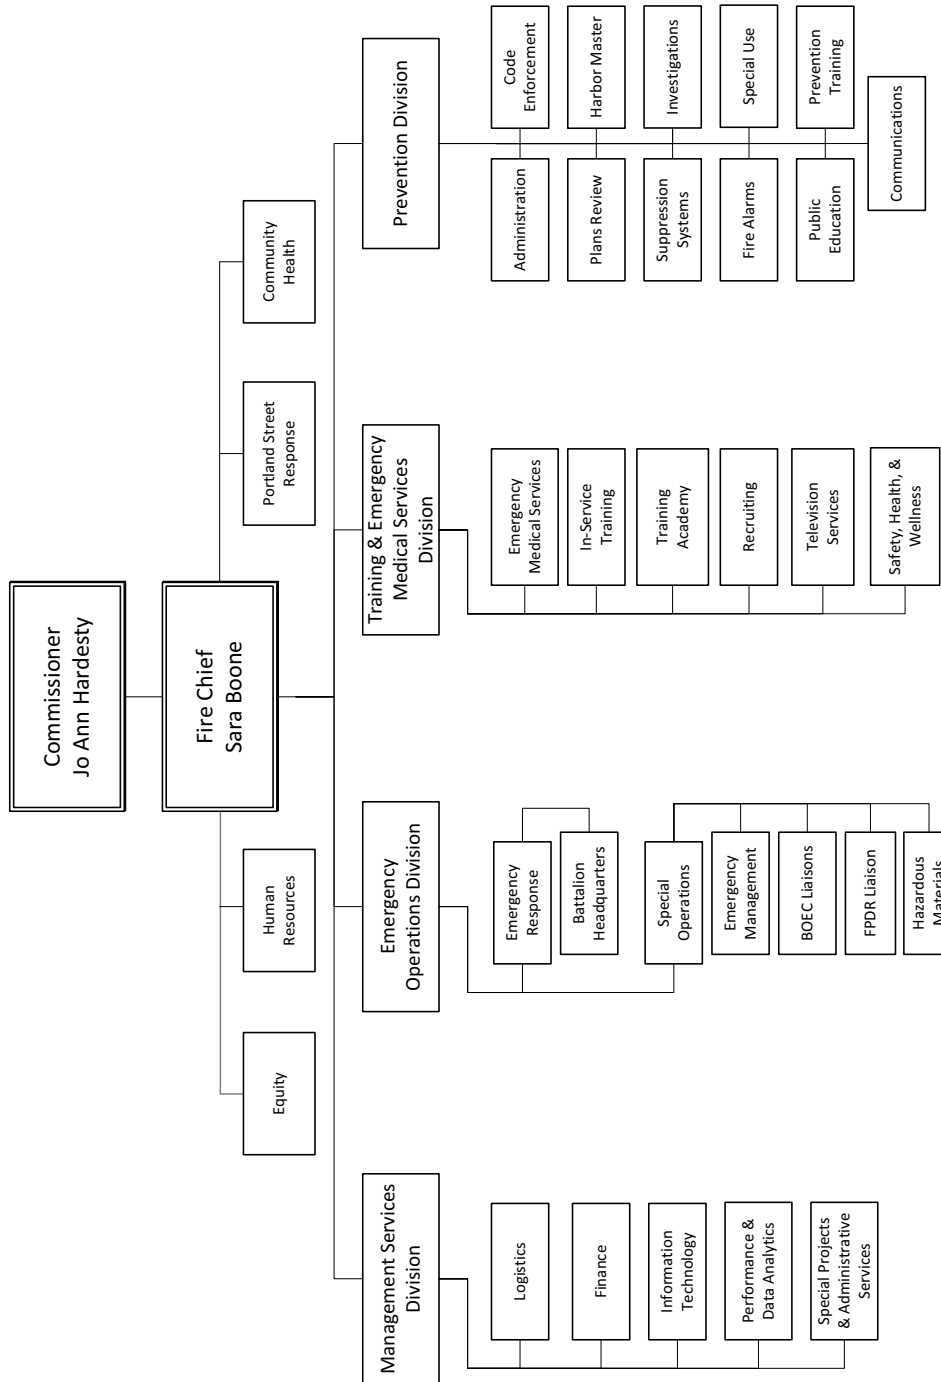 Commissioner
Jo Ann Hardesty
Fire Chief
Sara Boone
Equity
Human
Resources
Portland Street
Response
Community
Health
Management Services
Division
Logistics
Finance
Information
Technology
Performance &
Data Analytics
Special Projects
& Administrative
Services
Emergency
Operations Division
Emergency
Response
Battalion
Headquarters
Special
Operations
Emergency
Management
BOEC Liaisons
FPDR Liaison
Hazardous
Materials
Training & Emergency
Medical Services
Division
Emergency
Medical Services
In-Service
Training
Training
Academy
Recruiting
Television
Services
Safety, Health, &
Wellness
Prevention Division
Administration
Code
Enforcement
Plans Review
Harbor Master
Suppression
Systems
Investigations
Fire Alarms
Special Use
Public
Education
Prevention
Training
Communications